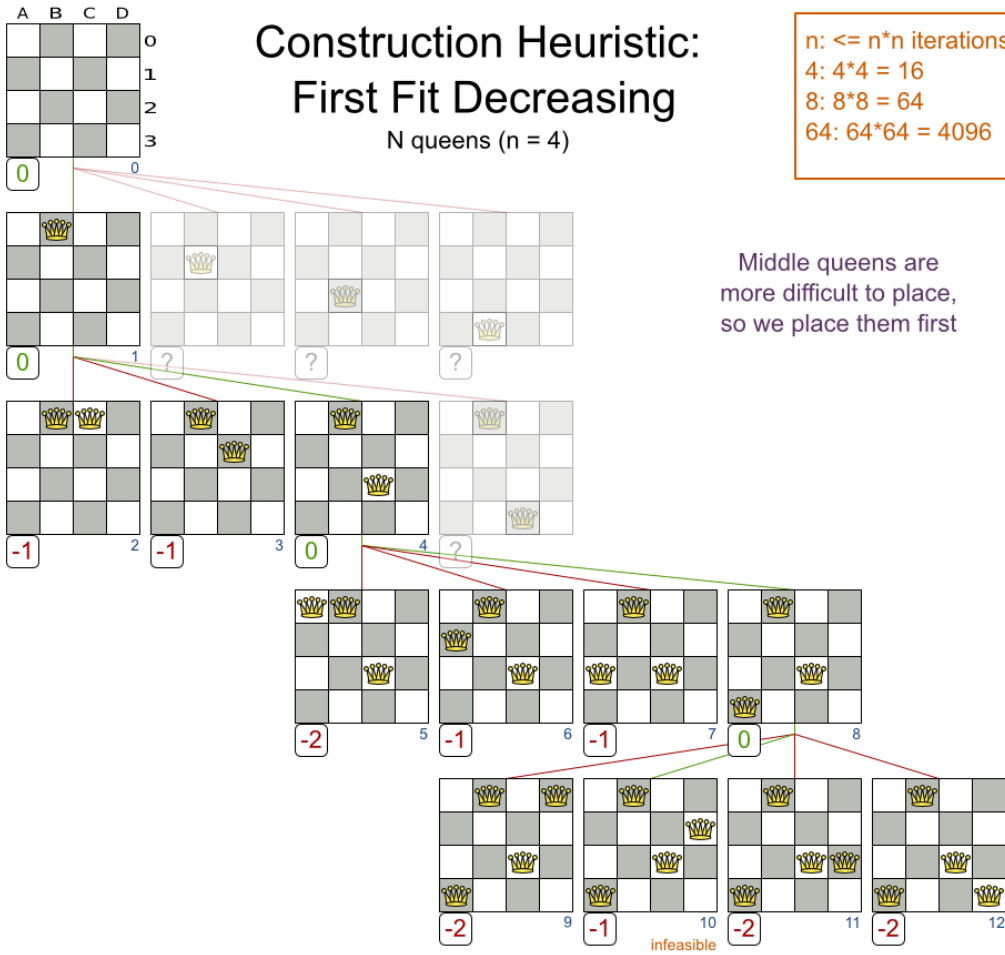 A B C D
0
1
2
3
Construction Heuristic:
First Fit Decreasing
N queens (n = 4)
n: <= n*n iterations
4: 4*4 = 16
8: 8*8 = 64
64: 64*64 = 4096
0 0
Middle queens are
more difficult to place,
so we place them first
0 1 ? ? ?
-1 2 -1 3 0 4 ?
-2 5 -1 6 -1 7 0 8
-2 9 -1 10 -2 11 -2 12
infeasible